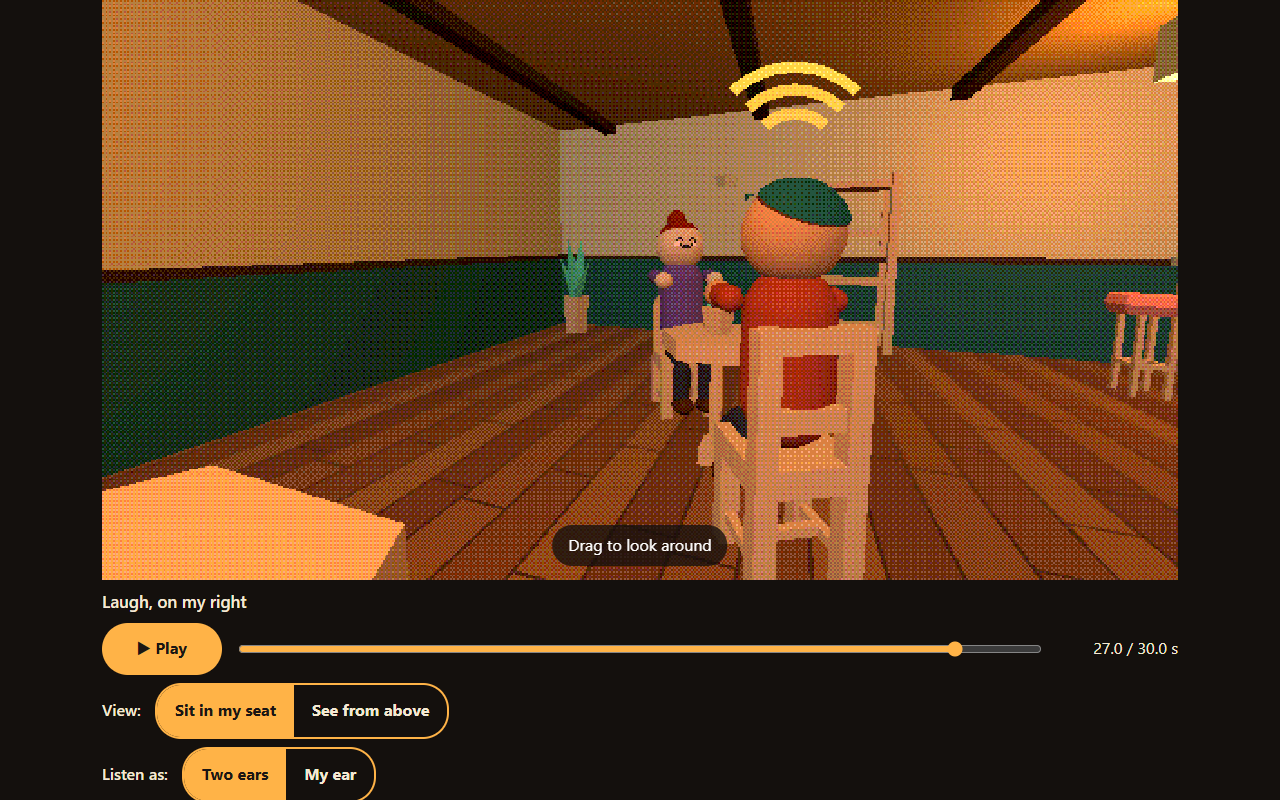 Drag to look around
Laugh, on my right
▶ Play
27.0 / 30.0 s
View:
Sit in my seat
See from above
Listen as:
Two ears
My ear